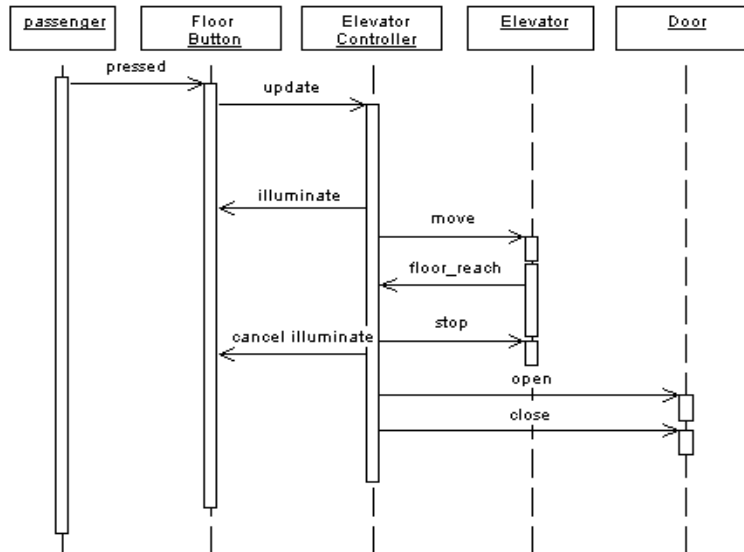 passenger
Floor
Button
Elevator
Controller
Elevator
Door
pressed
update
illuminate
move
floor_reach
stop
cancel illuminate
open
close